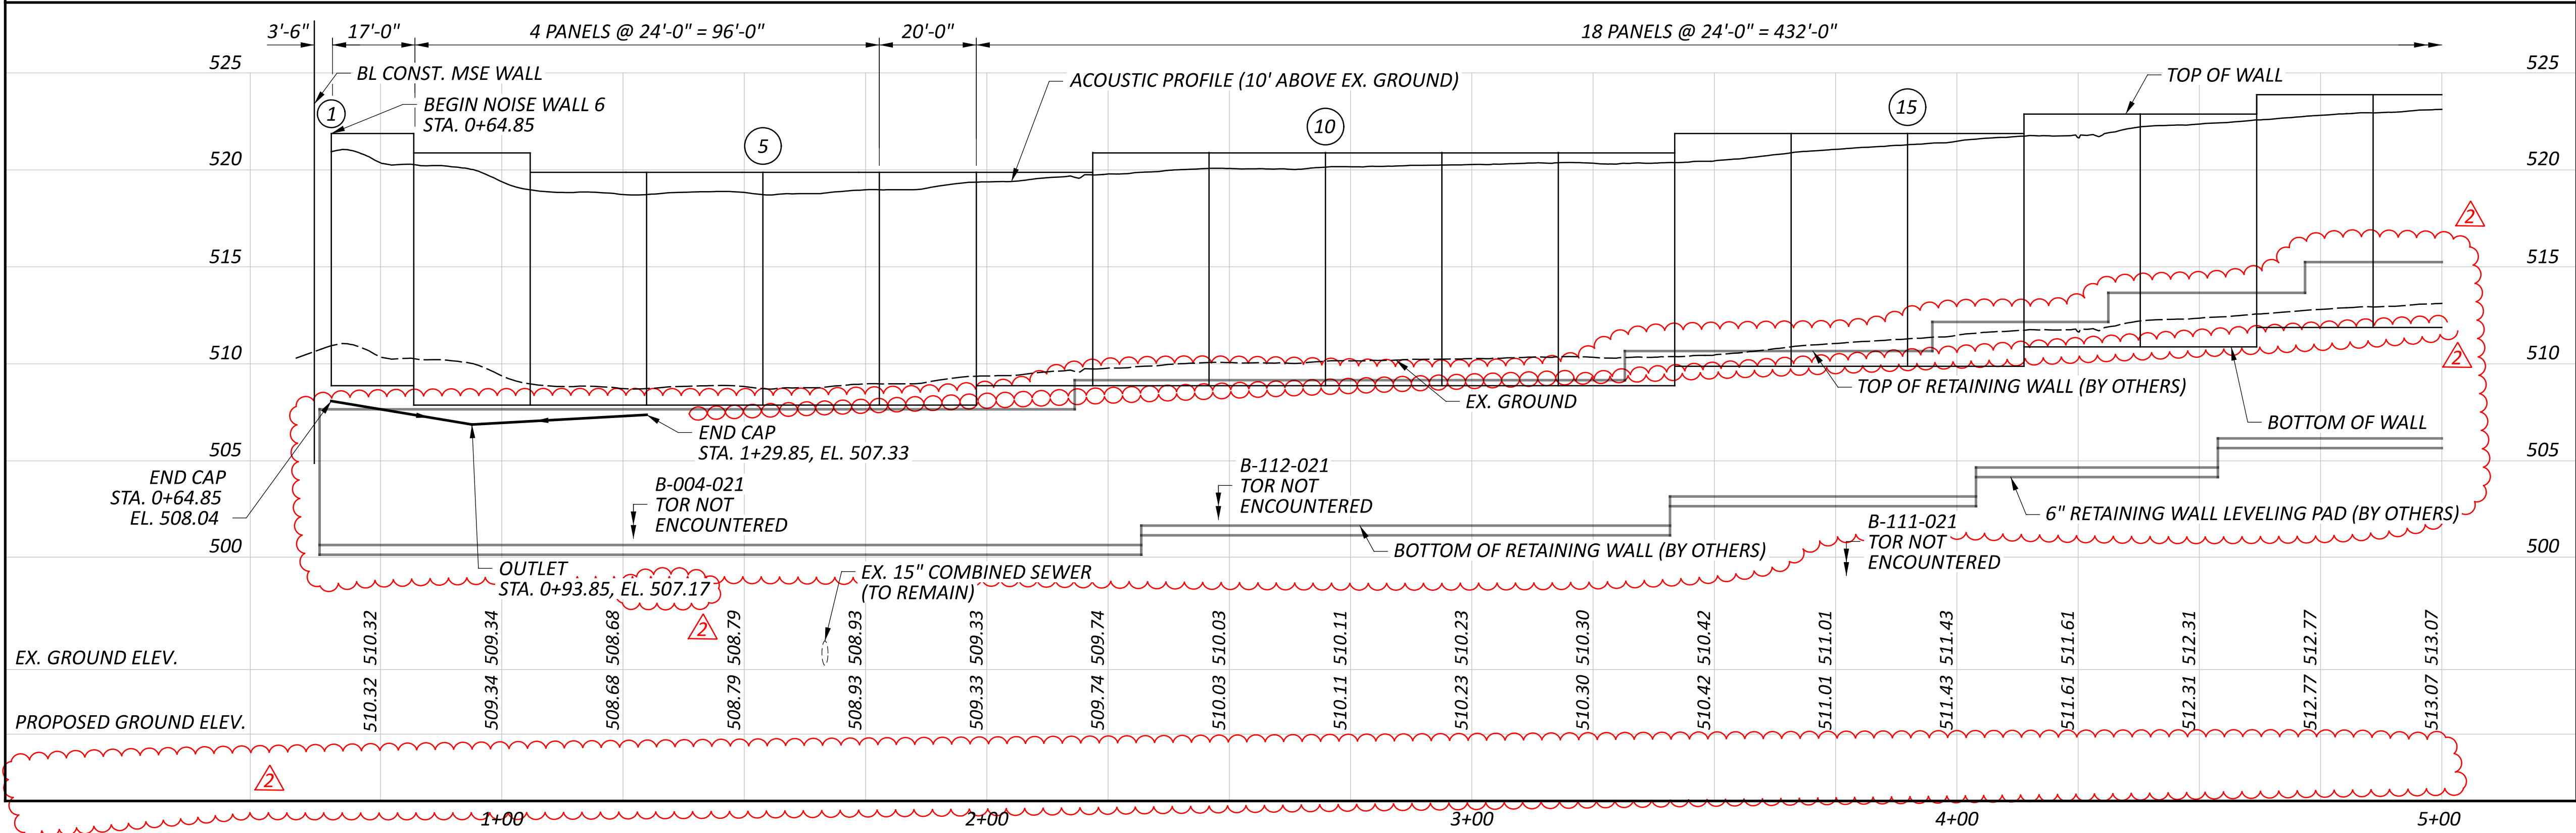 3'-6"
17'-0"
4 PANELS @ 24'-0" = 96'-0"
20'-0"
18 PANELS @ 24'-0" = 432'-0"
525
525
BL CONST. MSE WALL
1
BEGIN NOISE WALL 6
STA. 0+64.85
5
ACOUSTIC PROFILE (10' ABOVE EX. GROUND)
10
15
TOP OF WALL
520
520
2
515
515
510
510
2
TOP OF RETAINING WALL (BY OTHERS)
EX. GROUND
BOTTOM OF WALL
505
505
END CAP
STA. 1+29.85, EL. 507.33
END CAP
STA. 0+64.85
EL. 508.04
B-004-021
TOR NOT
ENCOUNTERED
B-112-021
TOR NOT
ENCOUNTERED
6" RETAINING WALL LEVELING PAD (BY OTHERS)
B-111-021
TOR NOT
ENCOUNTERED
500
500
BOTTOM OF RETAINING WALL (BY OTHERS)
OUTLET
STA. 0+93.85, EL. 507.17
EX. 15" COMBINED SEWER
(TO REMAIN)
2
EX. GROUND ELEV.
510.32
509.34
508.68
508.79
508.93
509.33
509.74
510.03
510.11
510.23
510.30
510.42
511.01
511.43
511.61
512.31
512.77
513.07
PROPOSED GROUND ELEV.
510.32
509.34
508.68
508.79
508.93
509.33
509.74
510.03
510.11
510.23
510.30
510.42
511.01
511.43
511.61
512.31
512.77
513.07
2
1+00
2+00
3+00
4+00
5+00